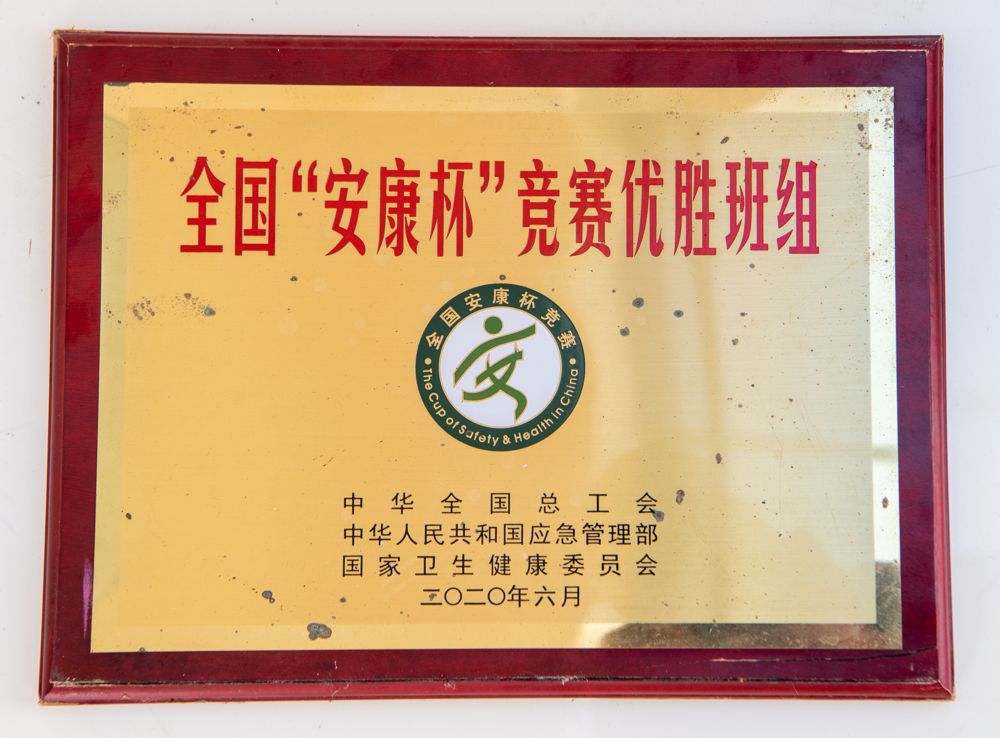 全国“安康杯”竞赛优胜班组
全国安康杯竞赛
The Cup of Safety & Health in China
安
中华全国总工会
中华人民共和国应急管理部
国家卫生健康委员会
二〇二〇年六月